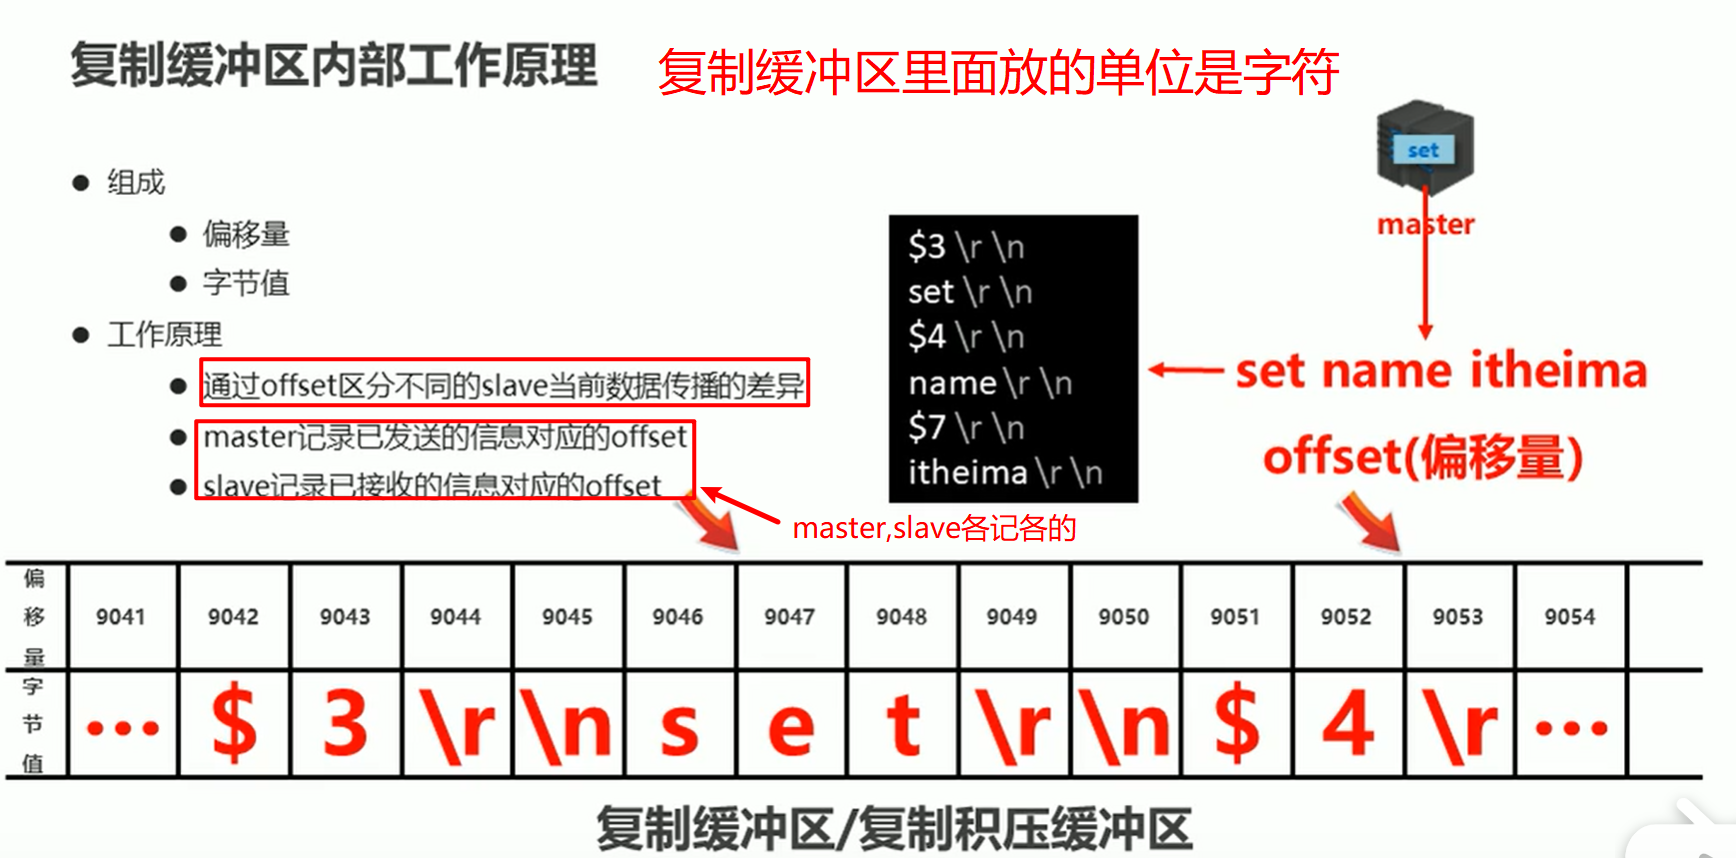 复制缓冲区内部工作原理
复制缓冲区里面放的单位是字符
set
master
● 组成
● 偏移量
● 字节值
● 工作原理
● 通过offset区分不同的slave当前数据传播的差异
● master记录已发送的信息对应的offset
● slave记录已接收的信息对应的offset
master,slave各记各的
$3 \r \n
set \r \n
$4 \r \n
name \r \n
$7 \r \n
itheima \r \n
set name itheima
offset(偏移量)
偏移量 9041 9042 9043 9044 9045 9046 9047 9048 9049 9050 9051 9052 9053 9054
字节值 ... $ 3 \r \n s e t \r \n $ 4 \r ...
复制缓冲区/复制积压缓冲区